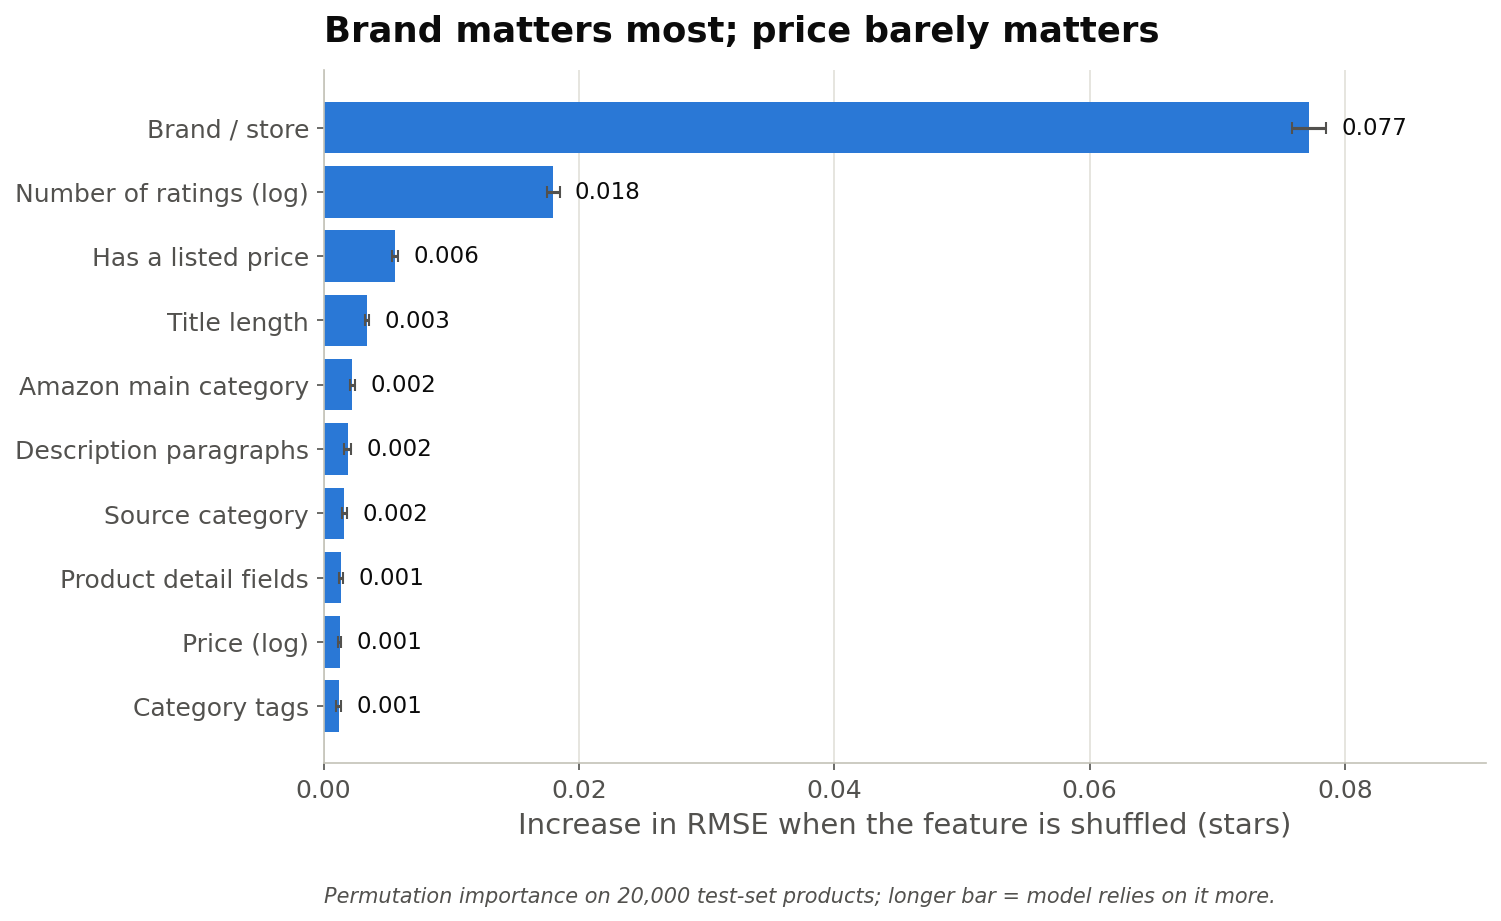 Brand matters most; price barely matters
Brand / store
0.077
Number of ratings (log)
0.018
Has a listed price
0.006
Title length
0.003
Amazon main category
0.002
Description paragraphs
0.002
Source category
0.002
Product detail fields
0.001
Price (log)
0.001
Category tags
0.001
0.00 0.02 0.04 0.06 0.08
Increase in RMSE when the feature is shuffled (stars)
Permutation importance on 20,000 test-set products; longer bar = model relies on it more.